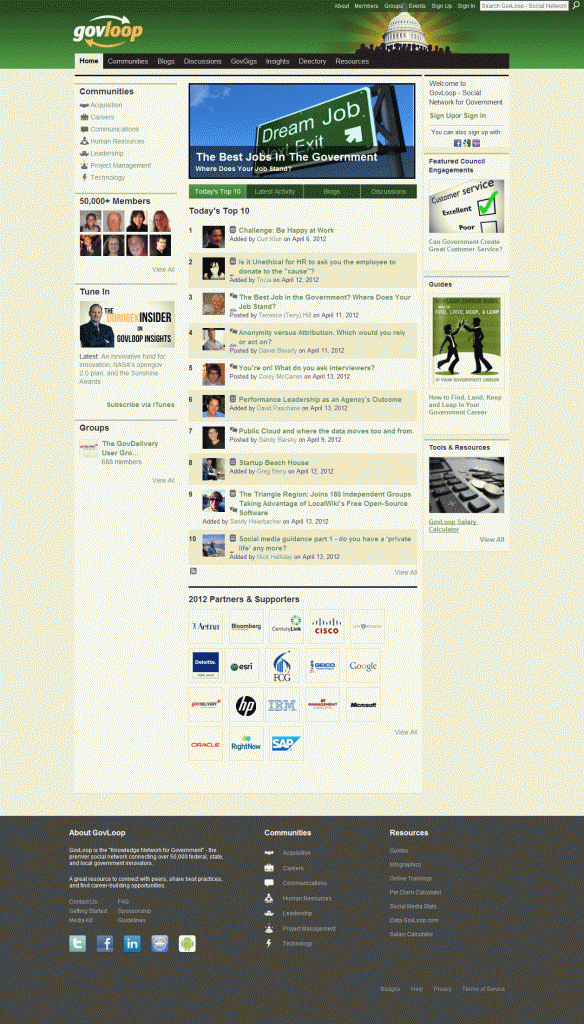 About Members Groups Events Sign Up Sign In Search GovLoop - Social Network
govloop
Home Communities Blogs Discussions GovGigs Insights Directory Resources
Communities
Acquisition
Careers
Communications
Human Resources
Leadership
Project Management
Technology
50,000+ Members
View All
Tune In
THE
DOROBEKINSIDER
ON
GOVLOOP INSIGHTS
Latest: An innovative fund for
innovation, NASA's opengov
2.0 plan, and the Sunshine
Awards
Subscribe via iTunes
Groups
The GovDelivery
User Gro...
688 members
View All
Dream Job
Next Exit
The Best Jobs In The Government
Where Does Your Job Stand?
Today's Top 10 Latest Activity Blogs Discussions
Today's Top 10
1 Challenge: Be Happy at Work
Added by Curt Klun on April 6, 2012
2 Is it Unethical for HR to ask you the employee to
donate to the "cause"?
Added by Tricia on April 12, 2012
3 The Best Job in the Government? Where Does Your
Job Stand?
Posted by Terrence (Terry) Hill on April 11, 2012
4 Anonymity versus Attribution. Which would you rely
or act on?
Posted by Daniel Bevarly on April 11, 2012
5 You're on! What do you ask interviewers?
Posted by Corey McCarren on April 13, 2012
6 Performance Leadership as an Agency's Outcome
Added by David Paschane on April 13, 2012
7 Public Cloud and where the data moves too and from.
Posted by Sandy Barsky on April 9, 2012
8 Startup Beach House
Added by Greg Berry on April 12, 2012
9 The Triangle Region: Joins 180 Independent Groups
Taking Advantage of LocalWiki's Free Open-Source
Software
Added by Sandy Heierbacher on April 13, 2012
10 Social media guidance part 1 - do you have a 'private
life' any more?
Added by Nick Halliday on April 13, 2012
View All
2012 Partners & Supporters
Aetna Bloomberg CenturyLink CISCO
Deloitte. esri FCG GEICO Google
GOVDELIVERY hp IBM MANAGEMENT CONCEPTS Microsoft
ORACLE RightNow SAP
View All
Welcome to
GovLoop - Social
Network for Government
Sign Up or Sign In
You can also sign up with
Featured Council
Engagements
Customer service
Excellent
Poor
Can Government Create
Great Customer Service?
Guides
FIND, LAND, KEEP, & LEAP
IN YOUR GOVERNMENT CAREER
How to Find, Land, Keep
and Leap in Your
Government Career
Tools & Resources
GovLoop Salary
Calculator
View All
About GovLoop
GovLoop is the "Knowledge Network for Government" - the
premier social network connecting over 50,000 federal, state,
and local government innovators.
A great resource to connect with peers, share best practices,
and find career-building opportunities.
Contact Us FAQ
Getting Started Sponsorship
Media Kit Guidelines
Communities
Acquisition
Careers
Communications
Human Resources
Leadership
Project Management
Technology
Resources
Guides
Infographics
Online Trainings
Per Diem Calculator
Social Media Stats
Data.GovLoop.com
Salary Calculator
Badges Help Privacy Terms of Service